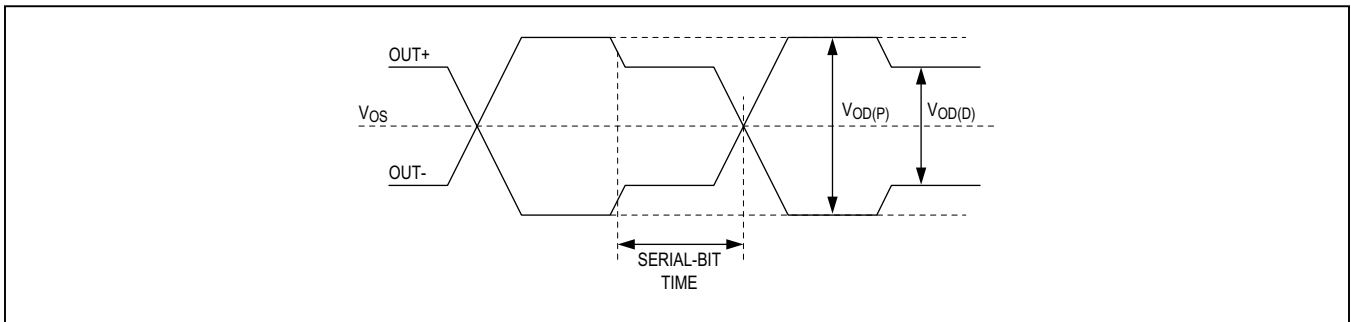 OUT+
VOS
VOD(P)
VOD(D)
OUT-
SERIAL-BIT
TIME